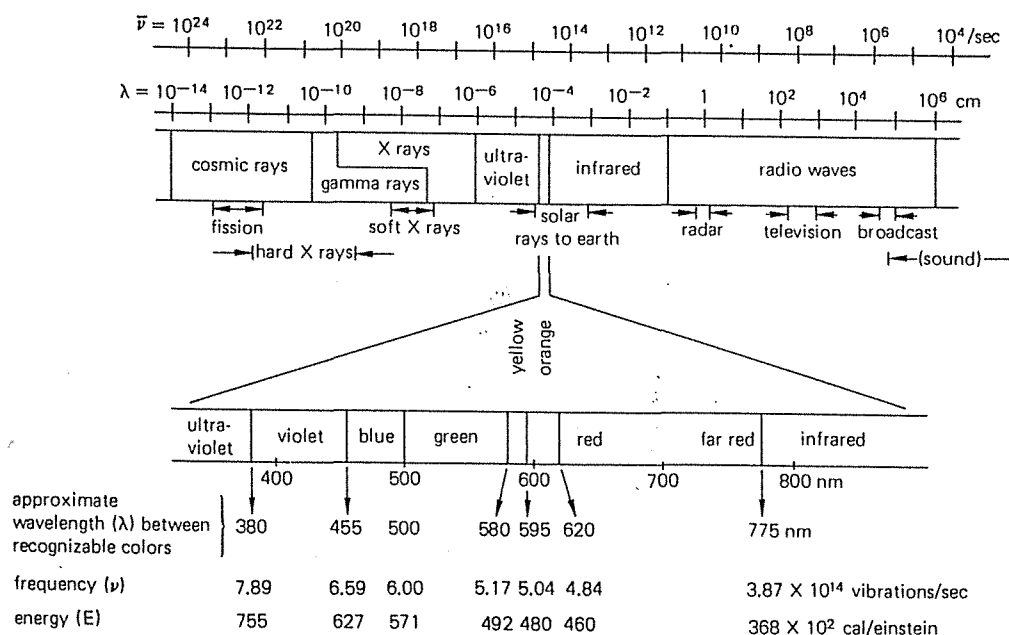 ν̄ = 10²⁴ 10²² 10²⁰ 10¹⁸ 10¹⁶ 10¹⁴ 10¹² 10¹⁰ 10⁸ 10⁶ 10⁴/sec
λ = 10⁻¹⁴ 10⁻¹² 10⁻¹⁰ 10⁻⁸ 10⁻⁶ 10⁻⁴ 10⁻² 1 10² 10⁴ 10⁶ cm
cosmic rays
X rays
gamma rays
ultra-
violet
infrared
radio waves
fission
hard X rays
soft X rays
solar
rays to earth
radar
television
broadcast
(sound)
yellow
orange
ultra-
violet
violet
blue
green
red
far red
infrared
400 500 600 700 800 nm
approximate
wavelength (λ) between
recognizable colors
380 455 500 580 595 620 775 nm
frequency (ν) 7.89 6.59 6.00 5.17 5.04 4.84 3.87 X 10¹⁴ vibrations/sec
energy (E) 755 627 571 492 480 460 368 X 10² cal/einstein